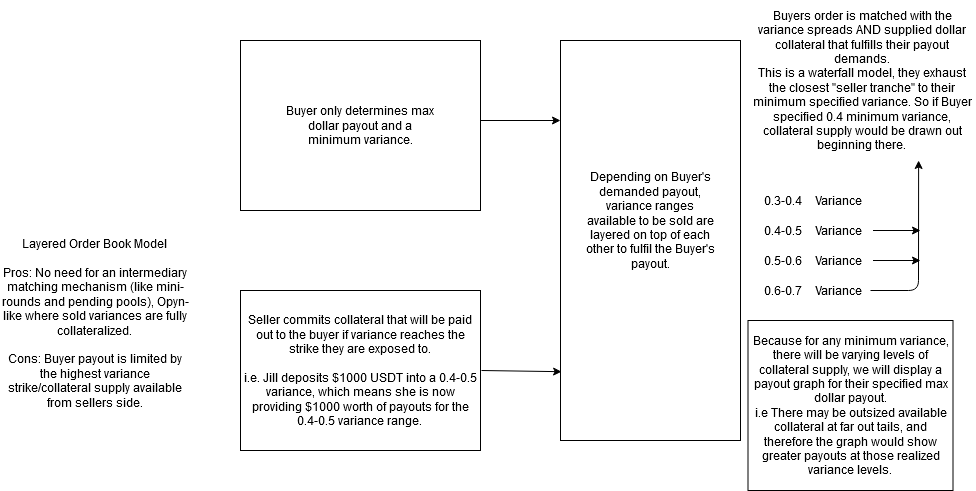 Layered Order Book Model
Pros: No need for an intermediary
matching mechanism (like mini-
rounds and pending pools), Opyn-
like where sold variances are fully
collateralized.
Cons: Buyer payout is limited by
the highest variance
strike/collateral supply available
from sellers side.
Buyer only determines max
dollar payout and a
minimum variance.
Seller commits collateral that will be paid
out to the buyer if variance reaches the
strike they are exposed to.
i.e. Jill deposits $1000 USDT into a 0.4-0.5
variance, which means she is now
providing $1000 worth of payouts for the
0.4-0.5 variance range.
Depending on Buyer's
demanded payout,
variance ranges
available to be sold are
layered on top of each
other to fulfil the Buyer's
payout.
Buyers order is matched with the
variance spreads AND supplied dollar
collateral that fulfills their payout
demands.
This is a waterfall model, they exhaust
the closest "seller tranche" to their
minimum specified variance. So if Buyer
specified 0.4 minimum variance,
collateral supply would be drawn out
beginning there.
0.3-0.4 Variance
0.4-0.5 Variance
0.5-0.6 Variance
0.6-0.7 Variance
Because for any minimum variance,
there will be varying levels of
collateral supply, we will display a
payout graph for their specified max
dollar payout.
i.e There may be outsized available
collateral at far out tails, and
therefore the graph would show
greater payouts at those realized
variance levels.